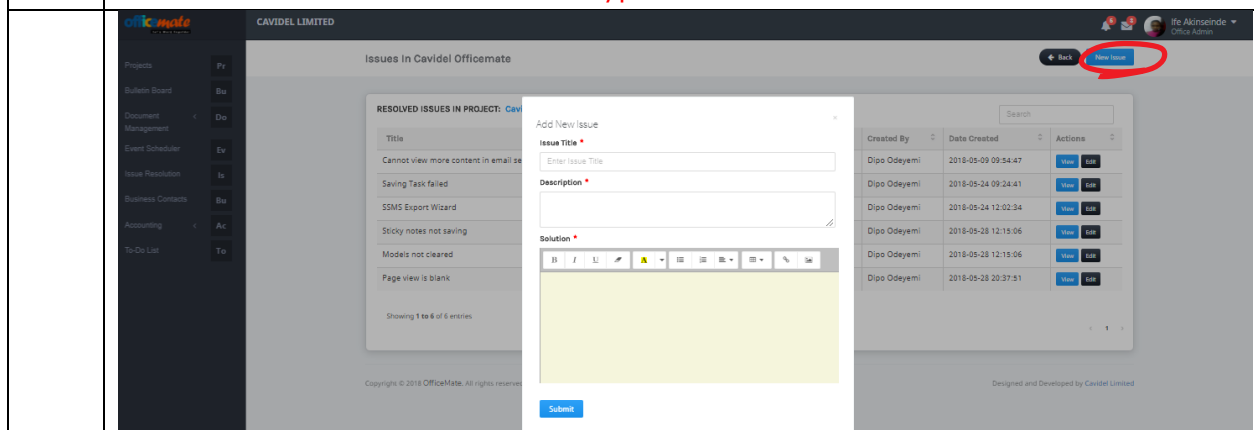 officemate
CAVIDEL LIMITED
6
3
Ife Akinseinde
Office Admin
Issues In Cavidel Officemate
Back
New Issue
Projects Pr
Bulletin Board Bu
Document Management Do
Event Scheduler Ev
Issue Resolution Is
Business Contacts Bu
Accounting Ac
To-Do List To
RESOLVED ISSUES IN PROJECT: Cavi
Search
Title Created By Date Created Actions
Cannot view more content in email se Dipo Odeyemi 2018-05-09 09:54:47 View Edit
Saving Task failed Dipo Odeyemi 2018-05-24 09:24:41 View Edit
SSMS Export Wizard Dipo Odeyemi 2018-05-24 12:02:34 View Edit
Sticky notes not saving Dipo Odeyemi 2018-05-28 12:15:06 View Edit
Models not cleared Dipo Odeyemi 2018-05-28 12:15:06 View Edit
Page view is blank Dipo Odeyemi 2018-05-28 20:37:51 View Edit
Showing 1 to 6 of 6 entries
1
Add New Issue
×
Issue Title *
Enter Issue Title
Description *
Solution *
B I U A
Submit
Copyright © 2018 OfficeMate. All rights reserve
Designed and Developed by Cavidel Limited